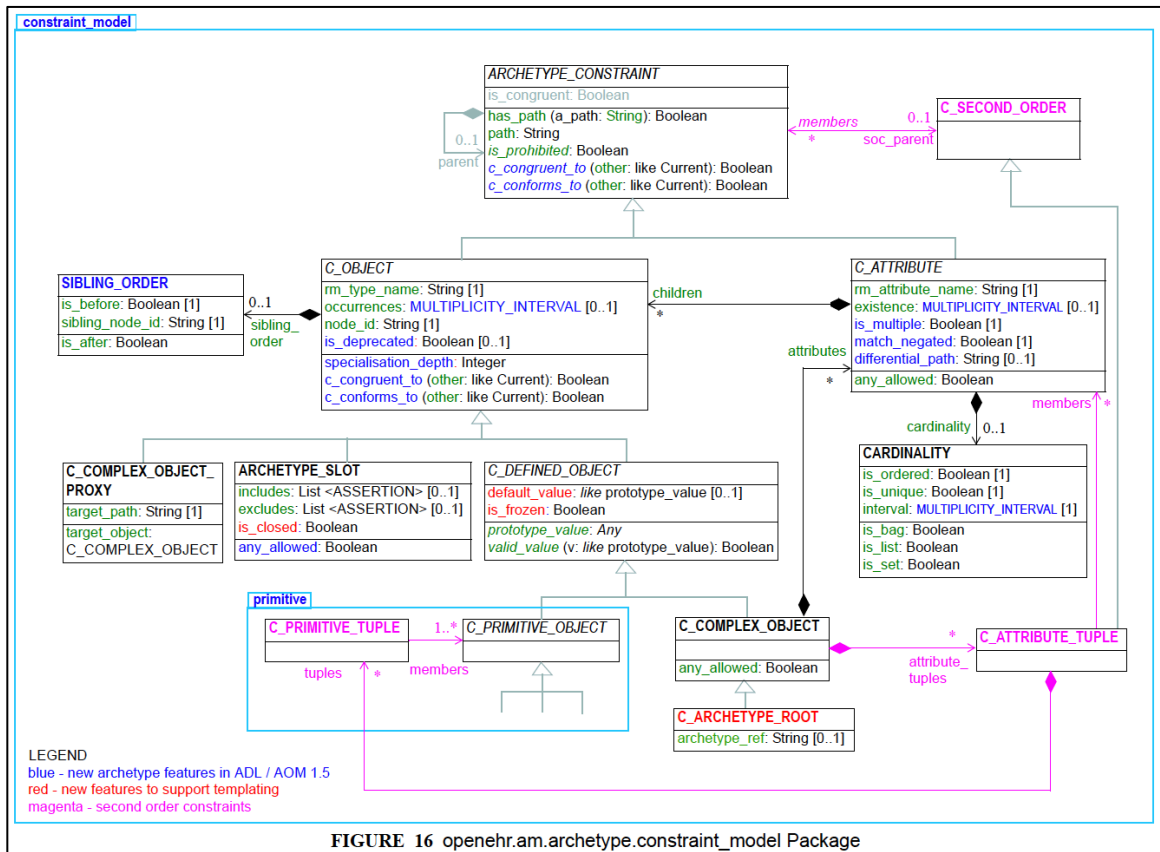 constraint_model
ARCHETYPE_CONSTRAINT
is_congruent: Boolean
has_path (a_path: String): Boolean
path: String
is_prohibited: Boolean
c_congruent_to (other: like Current): Boolean
c_conforms_to (other: like Current): Boolean
0..1
parent
members
*
0..1
soc_parent
C_SECOND_ORDER
SIBLING_ORDER
is_before: Boolean [1]
sibling_node_id: String [1]
is_after: Boolean
0..1
sibling_
order
C_OBJECT
rm_type_name: String [1]
occurrences: MULTIPLICITY_INTERVAL [0..1]
node_id: String [1]
is_deprecated: Boolean [0..1]
specialisation_depth: Integer
c_congruent_to (other: like Current): Boolean
c_conforms_to (other: like Current): Boolean
children
*
attributes
*
C_ATTRIBUTE
rm_attribute_name: String [1]
existence: MULTIPLICITY_INTERVAL [0..1]
is_multiple: Boolean [1]
match_negated: Boolean [1]
differential_path: String [0..1]
any_allowed: Boolean
members *
cardinality
0..1
CARDINALITY
is_ordered: Boolean [1]
is_unique: Boolean [1]
interval: MULTIPLICITY_INTERVAL [1]
is_bag: Boolean
is_list: Boolean
is_set: Boolean
C_COMPLEX_OBJECT_
PROXY
target_path: String [1]
target_object:
C_COMPLEX_OBJECT
ARCHETYPE_SLOT
includes: List <ASSERTION> [0..1]
excludes: List <ASSERTION> [0..1]
is_closed: Boolean
any_allowed: Boolean
C_DEFINED_OBJECT
default_value: like prototype_value [0..1]
is_frozen: Boolean
prototype_value: Any
valid_value (v: like prototype_value): Boolean
primitive
C_PRIMITIVE_TUPLE
1..*
members
tuples
*
C_PRIMITIVE_OBJECT
C_COMPLEX_OBJECT
any_allowed: Boolean
*
attribute_
tuples
C_ATTRIBUTE_TUPLE
C_ARCHETYPE_ROOT
archetype_ref: String [0..1]
LEGEND
blue - new archetype features in ADL / AOM 1.5
red - new features to support templating
magenta - second order constraints
FIGURE 16 openehr.am.archetype.constraint_model Package